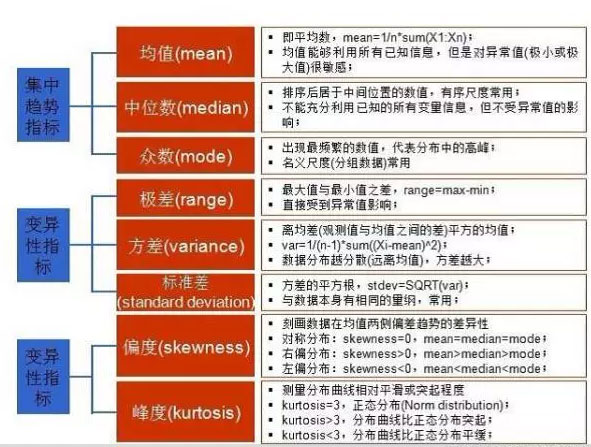 集中
趋势
指标
均值(mean)
▪ 即平均数，mean=1/n*sum(X1:Xn)；
▪ 均值能够利用所有已知信息，但是对异常值(极小或极
大值)很敏感；
中位数(median)
▪ 排序后居于中间位置的数值，有序尺度常用；
▪ 不能充分利用已知的所有变量信息，但不受异常值的影
响；
众数(mode)
▪ 出现最频繁的数值，代表分布中的高峰；
▪ 名义尺度(分组数据)常用
变异
性指
标
极差(range)
▪ 最大值与最小值之差，range=max-min；
▪ 直接受到异常值影响；
方差(variance)
▪ 离均差(观测值与均值之间的差)平方的均值；
▪ var=1/(n-1)*sum((Xi-mean)^2)；
▪ 数据分布越分散(远离均值)，方差越大；
标准差
(standard deviation)
▪ 方差的平方根，stdev=SQRT(var)；
▪ 与数据本身有相同的量纲，常用；
变异
性指
标
偏度(skewness)
▪ 刻画数据在均值两侧偏差趋势的差异性
▪ 对称分布：skewness=0，mean=median=mode；
▪ 右偏分布：skewness>0，mean>median>mode；
▪ 左偏分布：skewness<0，mean<median<mode；
峰度(kurtosis)
▪ 测量分布曲线相对平滑或突起程度
▪ kurtosis=3，正态分布(Norm distribution)；
▪ kurtosis>3，分布曲线比正态分布突起；
▪ kurtosis<3，分布曲线比正态分布平缓；